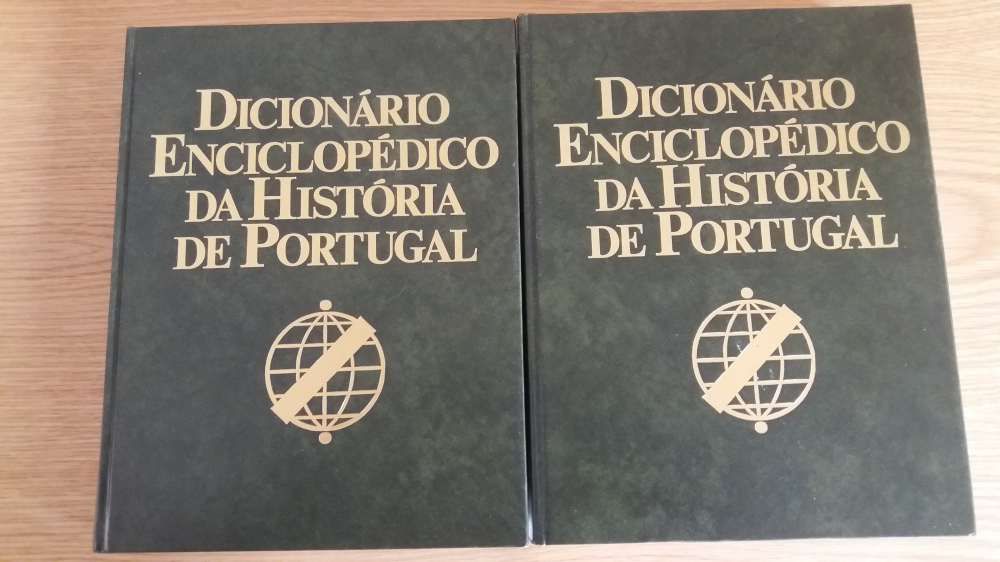 DICIONÁRIO
ENCICLOPÉDICO
DA HISTÓRIA
DE PORTUGAL
DICIONÁRIO
ENCICLOPÉDICO
DA HISTÓRIA
DE PORTUGAL